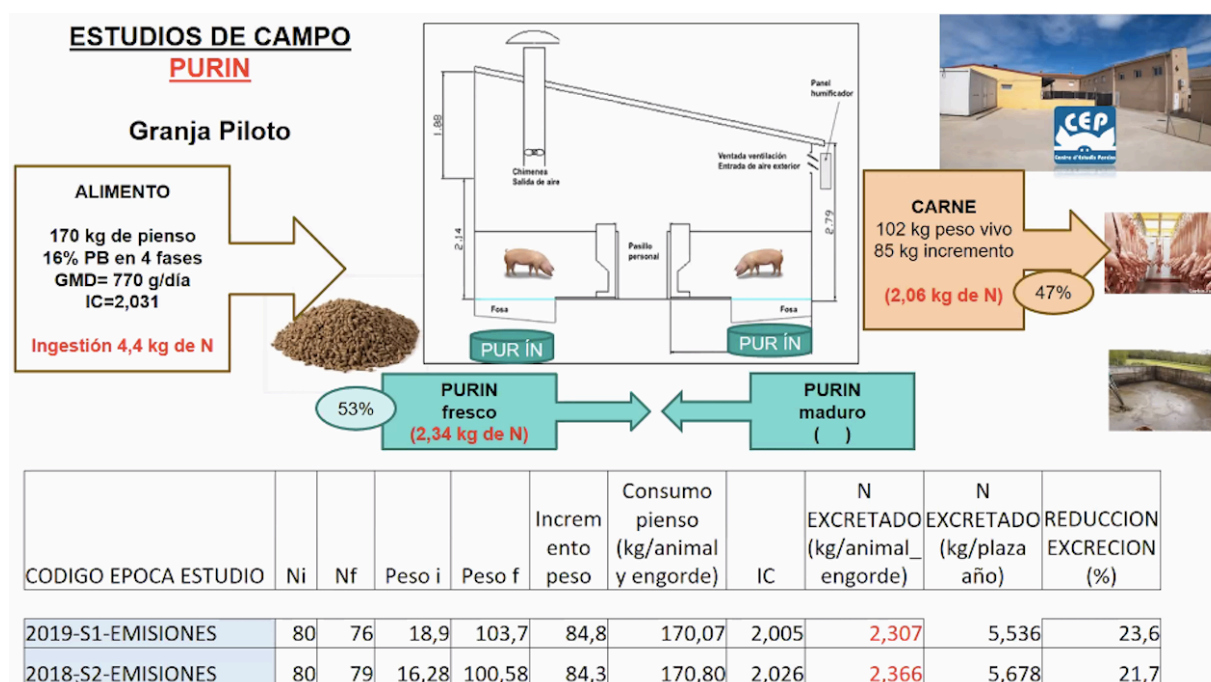 ESTUDIOS DE CAMPO
PURIN
Granja Piloto
ALIMENTO
170 kg de pienso
16% PB en 4 fases
GMD= 770 g/día
IC=2,031
Ingestión 4,4 kg de N
1.88
2.14
2.79
Chimenea
Salida de aire
Panel
humificador
Ventada ventilación
Entrada de aire exterior
Pasillo
personal
Fosa
Fosa
PUR ÍN
PUR ÍN
CEP
Centre d'Estudis Porcins
CARNE
102 kg peso vivo
85 kg incremento
(2,06 kg de N)
47%
53%
PURIN
fresco
(2,34 kg de N)
PURIN
maduro
( )
CODIGO EPOCA ESTUDIO Ni Nf Peso i Peso f Increm ento peso Consumo pienso (kg/animal y engorde) IC N EXCRETADO (kg/animal_ engorde) N EXCRETADO (kg/plaza año) REDUCCION EXCRECION (%)
2019-S1-EMISIONES 80 76 18,9 103,7 84,8 170,07 2,005 2,307 5,536 23,6
2018-S2-EMISIONES 80 79 16,28 100,58 84,3 170,80 2,026 2,366 5,678 21,7